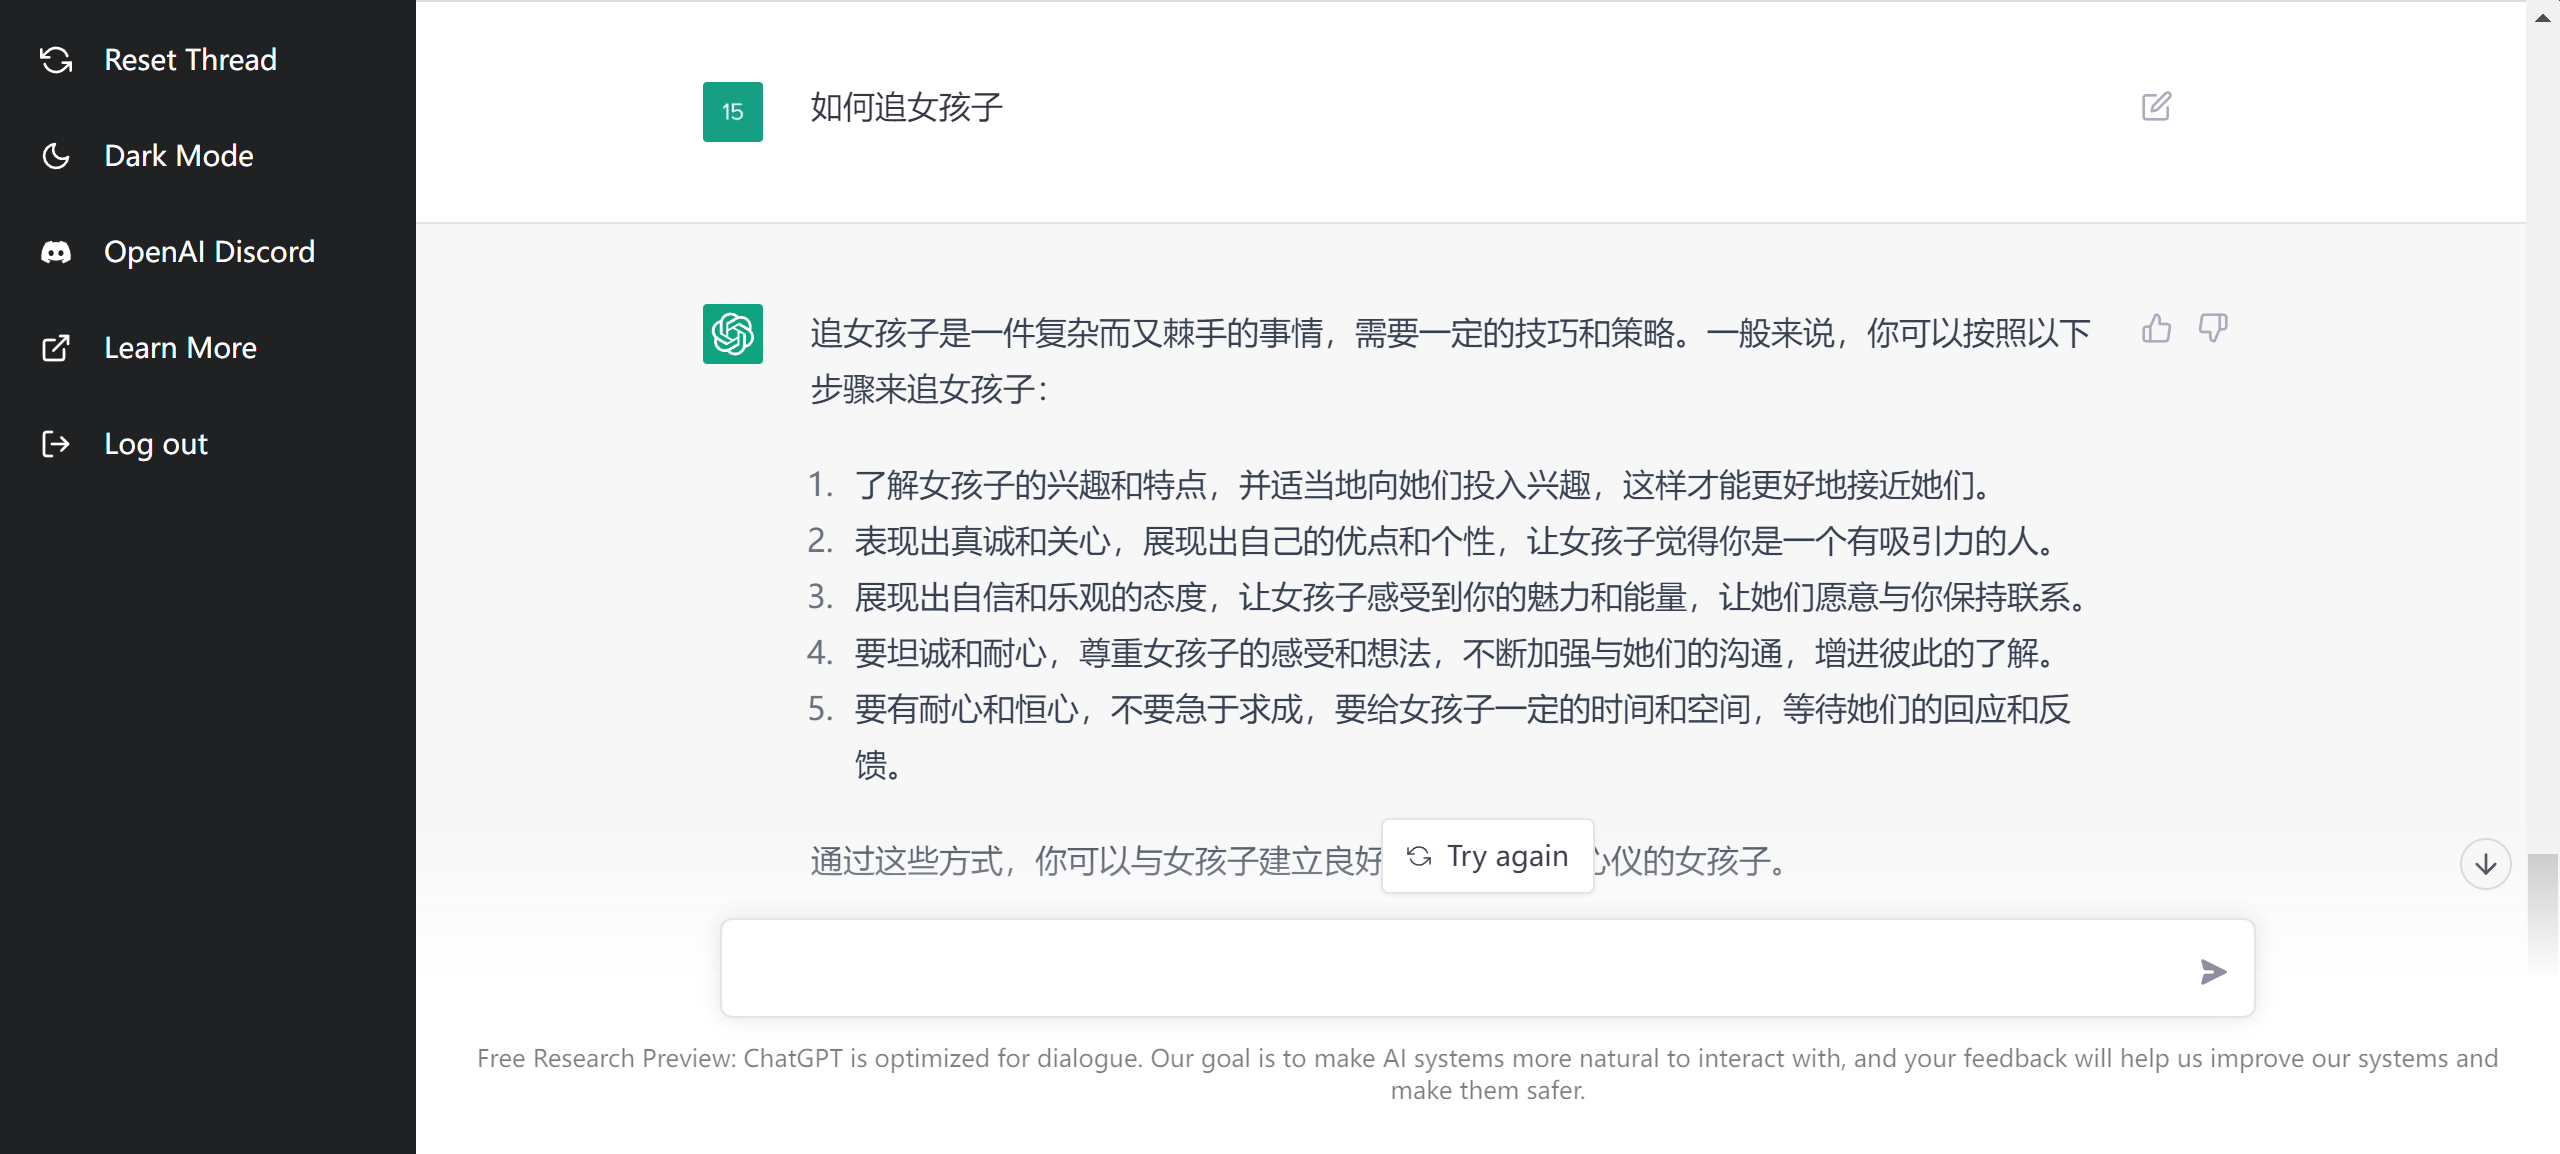 Reset Thread
Dark Mode
OpenAI Discord
Learn More
Log out
15
如何追女孩子
追女孩子是一件复杂而又棘手的事情，需要一定的技巧和策略。一般来说，你可以按照以下
步骤来追女孩子：
1. 了解女孩子的兴趣和特点，并适当地向她们投入兴趣，这样才能更好地接近她们。
2. 表现出真诚和关心，展现出自己的优点和个性，让女孩子觉得你是一个有吸引力的人。
3. 展现出自信和乐观的态度，让女孩子感受到你的魅力和能量，让她们愿意与你保持联系。
4. 要坦诚和耐心，尊重女孩子的感受和想法，不断加强与她们的沟通，增进彼此的了解。
5. 要有耐心和恒心，不要急于求成，要给女孩子一定的时间和空间，等待她们的回应和反
馈。
通过这些方式，你可以与女孩子建立良好
Try again
心仪的女孩子。
Free Research Preview: ChatGPT is optimized for dialogue. Our goal is to make AI systems more natural to interact with, and your feedback will help us improve our systems and
make them safer.